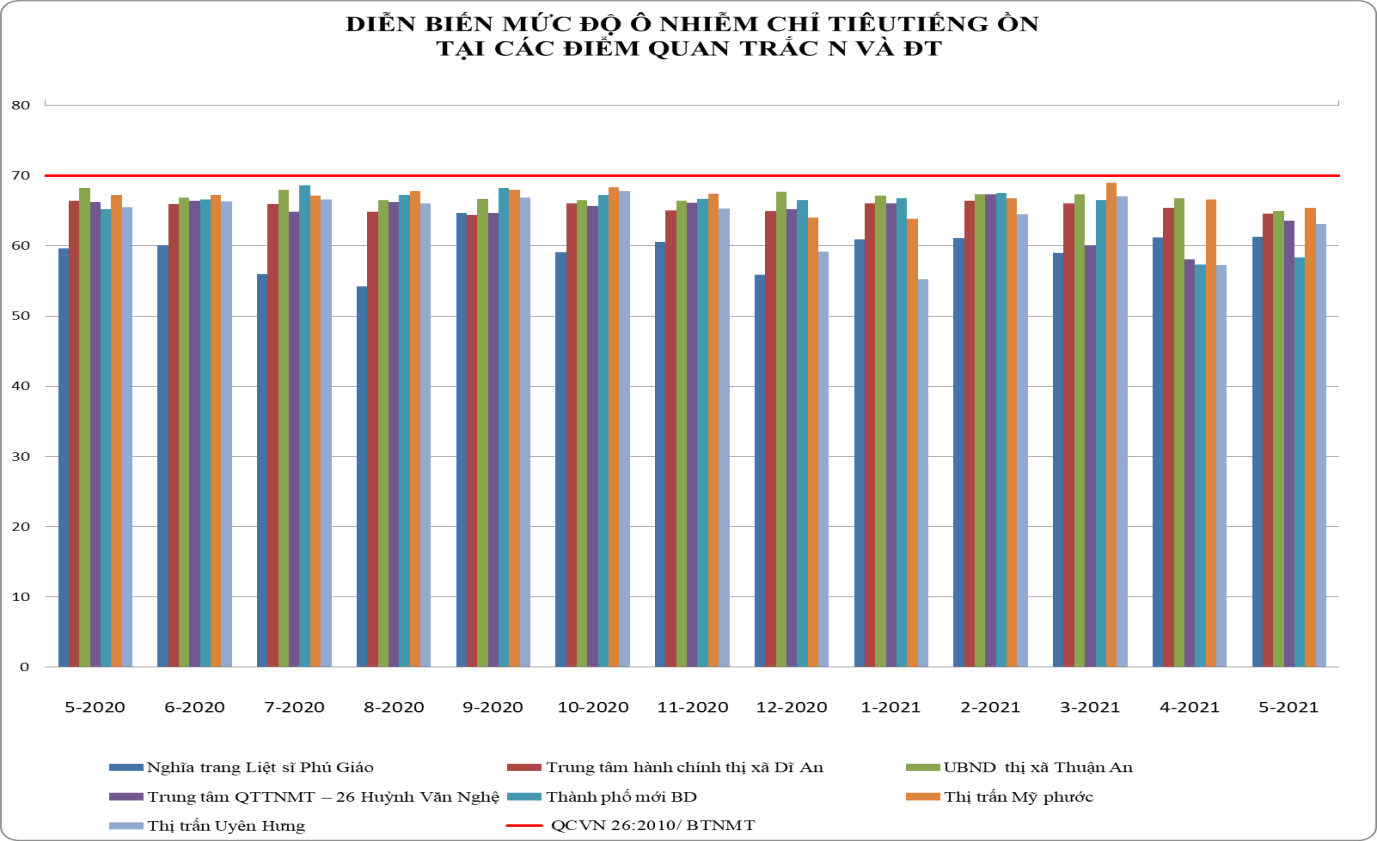 DIỄN BIẾN MỨC ĐỘ Ô NHIỄM CHỈ TIÊUTIẾNG ỒN
TẠI CÁC ĐIỂM QUAN TRẮC N VÀ ĐT
80
70
60
50
40
30
20
10
0
5-2020 6-2020 7-2020 8-2020 9-2020 10-2020 11-2020 12-2020 1-2021 2-2021 3-2021 4-2021 5-2021
Nghĩa trang Liệt sĩ Phú Giáo Trung tâm hành chính thị xã Dĩ An UBND thị xã Thuận An
Trung tâm QTTNMT – 26 Huỳnh Văn Nghệ Thành phố mới BD Thị trấn Mỹ phước
Thị trấn Uyên Hưng QCVN 26:2010/ BTNMT